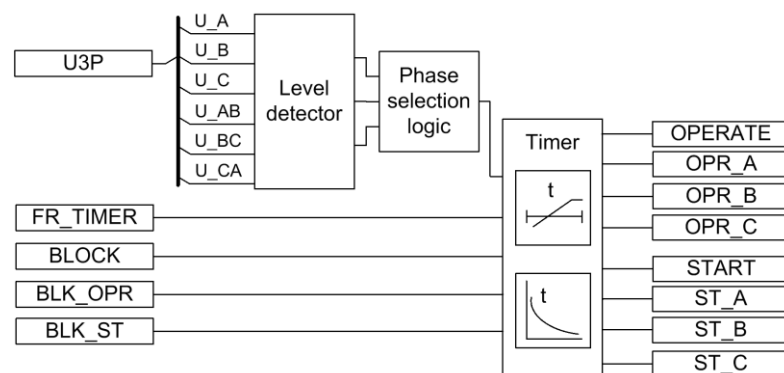 U3P
U_A
U_B
U_C
U_AB
U_BC
U_CA
Level
detector
Phase
selection
logic
Timer
t
t
FR_TIMER
BLOCK
BLK_OPR
BLK_ST
OPERATE
OPR_A
OPR_B
OPR_C
START
ST_A
ST_B
ST_C